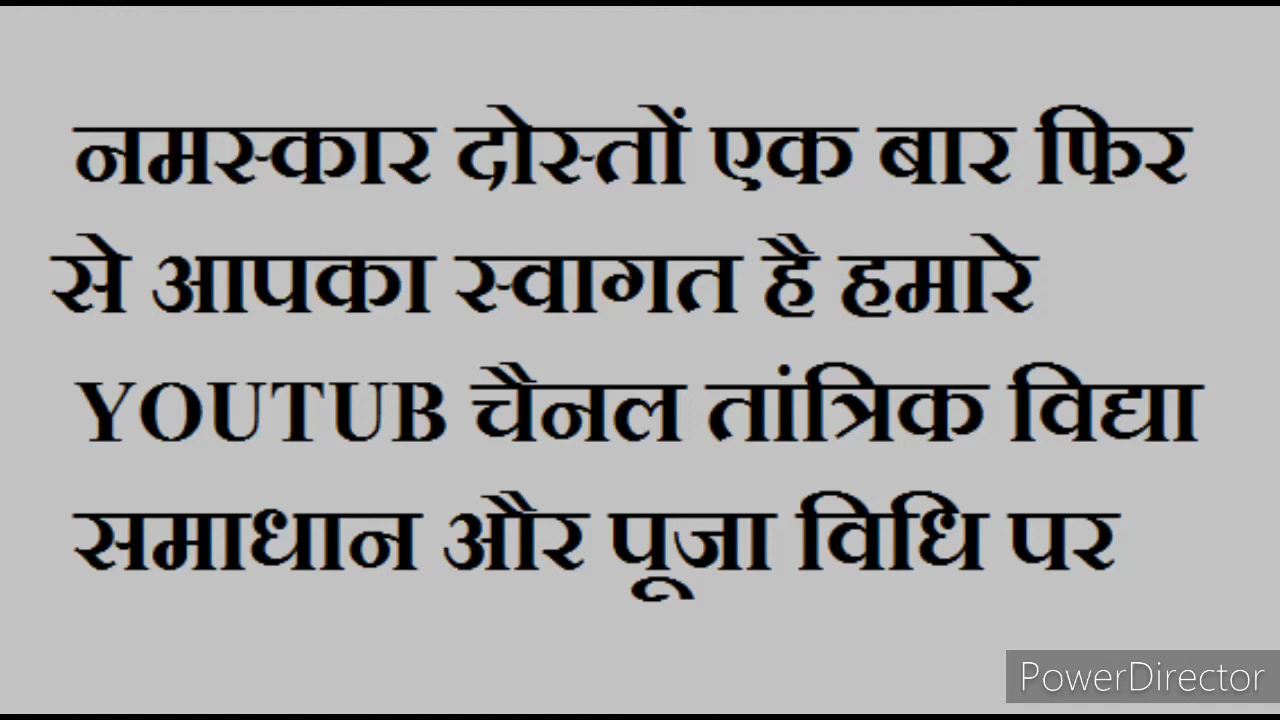 नमस्कार दोस्तों एक बार फिर
से आपका स्वागत है हमारे
YOUTUB चैनल तांत्रिक विद्या
समाधान और पूजा विधि पर
PowerDirector